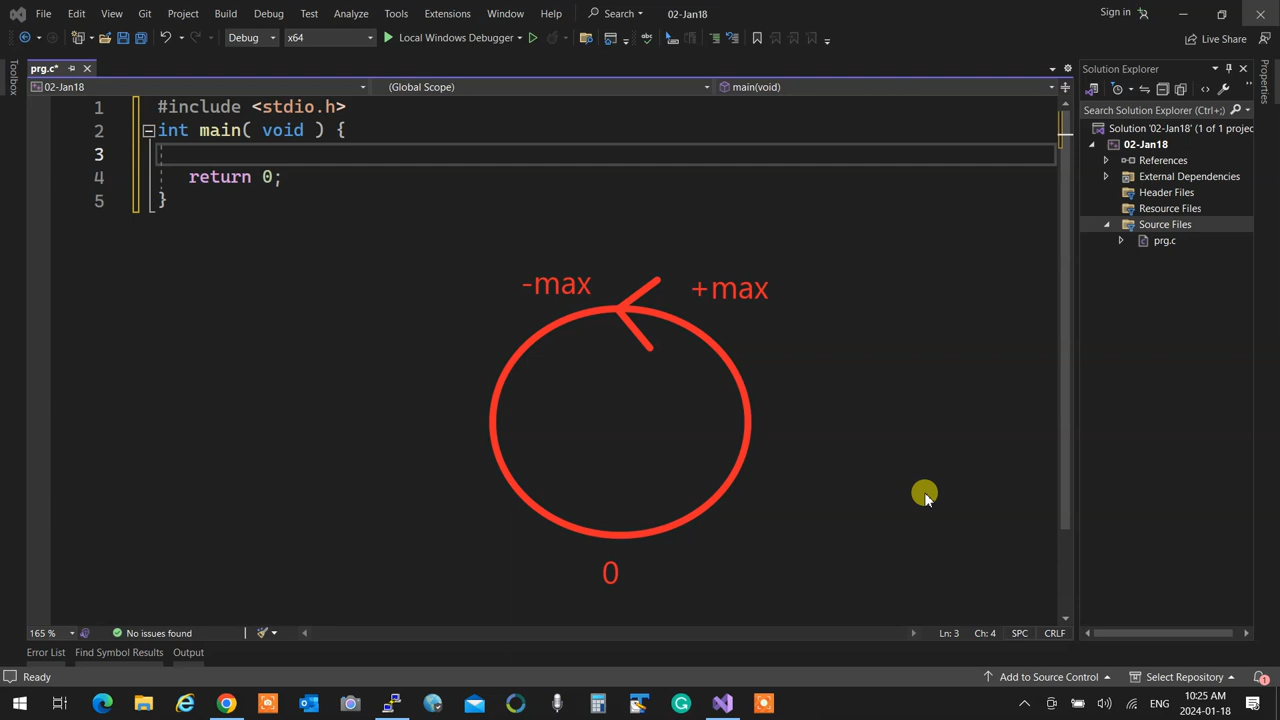 File Edit View Git Project Build Debug Test Analyze Tools Extensions Window Help Search 02-Jan18 Sign in
Debug x64 Local Windows Debugger Live Share
Toolbox
prg.c*
02-Jan18 (Global Scope) main(void)
1 #include <stdio.h>
2 int main( void ) {
3
4 return 0;
5 }
-max +max
0
Solution Explorer
Search Solution Explorer (Ctrl+;)
Solution '02-Jan18' (1 of 1 projec
02-Jan18
References
External Dependencies
Header Files
Resource Files
Source Files
prg.c
Properties
165 % No issues found Ln: 3 Ch: 4 SPC CRLF
Error List Find Symbol Results Output
Ready Add to Source Control Select Repository 1
ENG 10:25 AM
2024-01-18